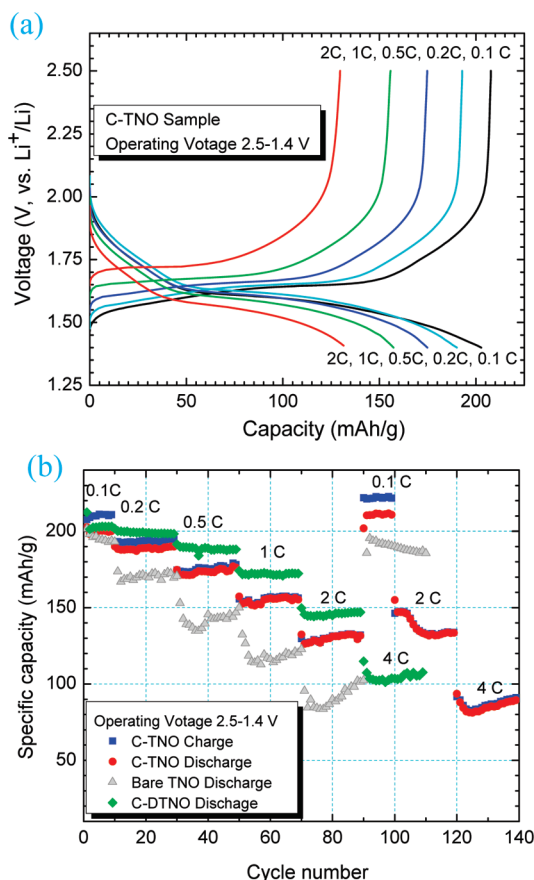 (a)
2.50
2.25
2.00
1.75
1.50
1.25
Voltage (V, vs. Li+/Li)
2C, 1C, 0.5C, 0.2C, 0.1 C
C-TNO Sample
Operating Votage 2.5-1.4 V
2C, 1C, 0.5C, 0.2C, 0.1 C
0 50 100 150 200
Capacity (mAh/g)
(b)
200
150
100
50
Specific capacity (mAh/g)
0.1C
0.2 C
0.5 C
1 C
2 C
4 C
0.1 C
2 C
4 C
Operating Votage 2.5-1.4 V
C-TNO Charge
C-TNO Discharge
Bare TNO Discharge
C-DTNO Dischage
0 20 40 60 80 100 120 140
Cycle number